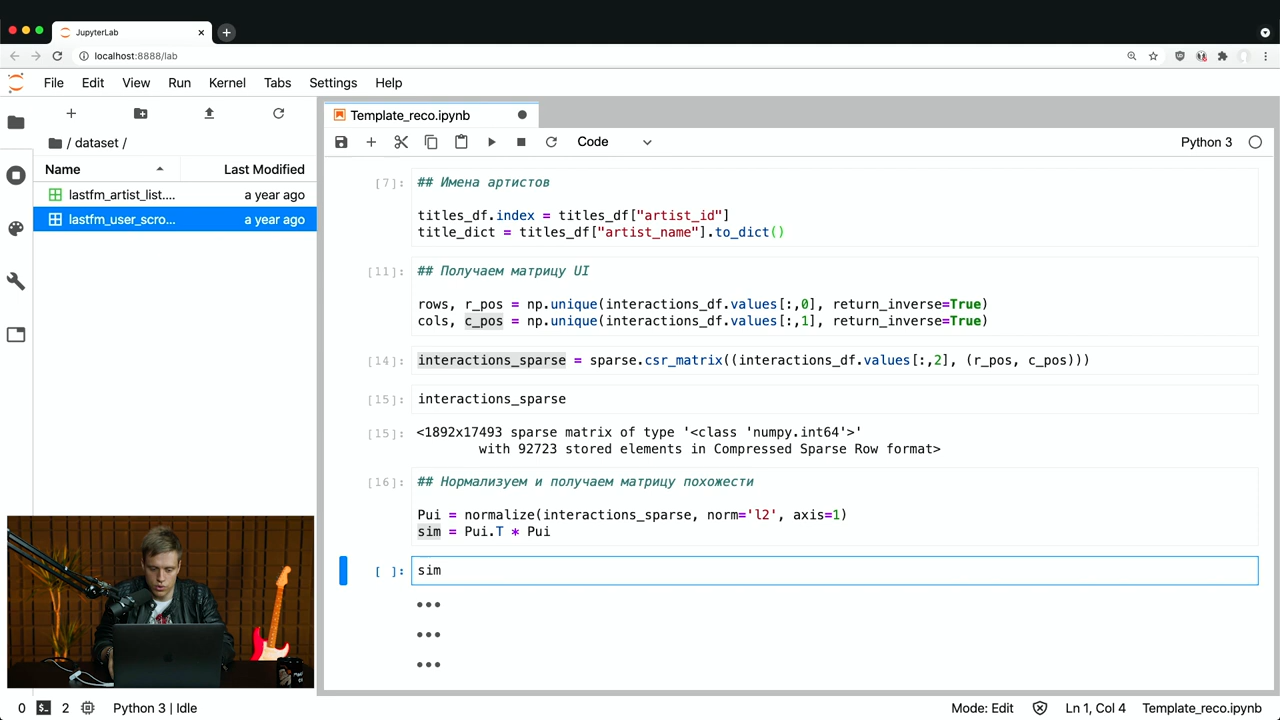 JupyterLab
localhost:8888/lab
File Edit View Run Kernel Tabs Settings Help
Template_reco.ipynb
/ dataset /
Code
Python 3
Name Last Modified
lastfm_artist_list.... a year ago
lastfm_user_scro... a year ago
[7]: ## Имена артистов
titles_df.index = titles_df["artist_id"]
title_dict = titles_df["artist_name"].to_dict()
[11]: ## Получаем матрицу UI
rows, r_pos = np.unique(interactions_df.values[:,0], return_inverse=True)
cols, c_pos = np.unique(interactions_df.values[:,1], return_inverse=True)
[14]: interactions_sparse = sparse.csr_matrix((interactions_df.values[:,2], (r_pos, c_pos)))
[15]: interactions_sparse
[15]: <1892x17493 sparse matrix of type '<class 'numpy.int64'>'
with 92723 stored elements in Compressed Sparse Row format>
[16]: ## Нормализуем и получаем матрицу похожести
Pui = normalize(interactions_sparse, norm='l2', axis=1)
sim = Pui.T * Pui
[ ]: sim
0 2 Python 3 | Idle Mode: Edit Ln 1, Col 4 Template_reco.ipynb